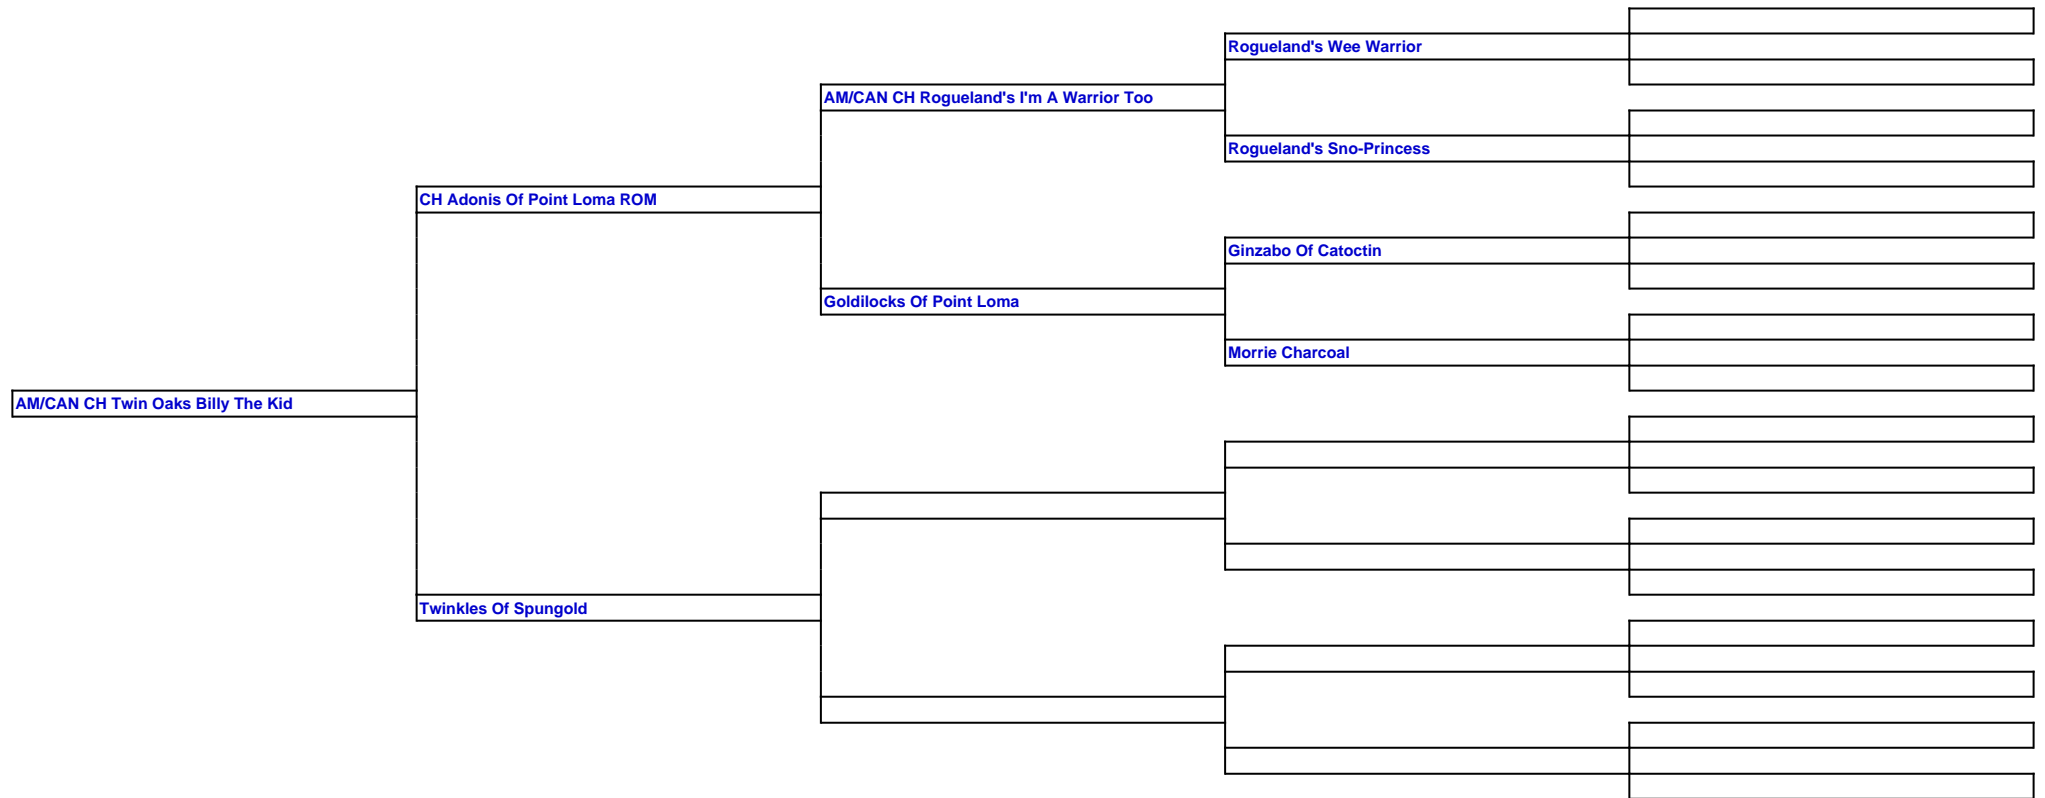 Rogueland's Wee Warrior
AM/CAN CH Rogueland's I'm A Warrior Too
Rogueland's Sno-Princess
CH Adonis Of Point Loma ROM
Ginzabo Of Catoctin
Goldilocks Of Point Loma
Morrie Charcoal
AM/CAN CH Twin Oaks Billy The Kid
Twinkles Of Spungold